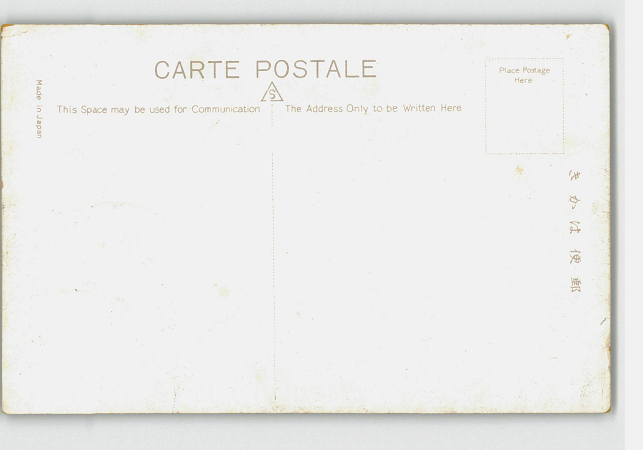 CARTE POSTALE
S
Made in Japan
This Space may be used for Communication
The Address Only to be Written Here
Place Postage
Here
きかは便郵